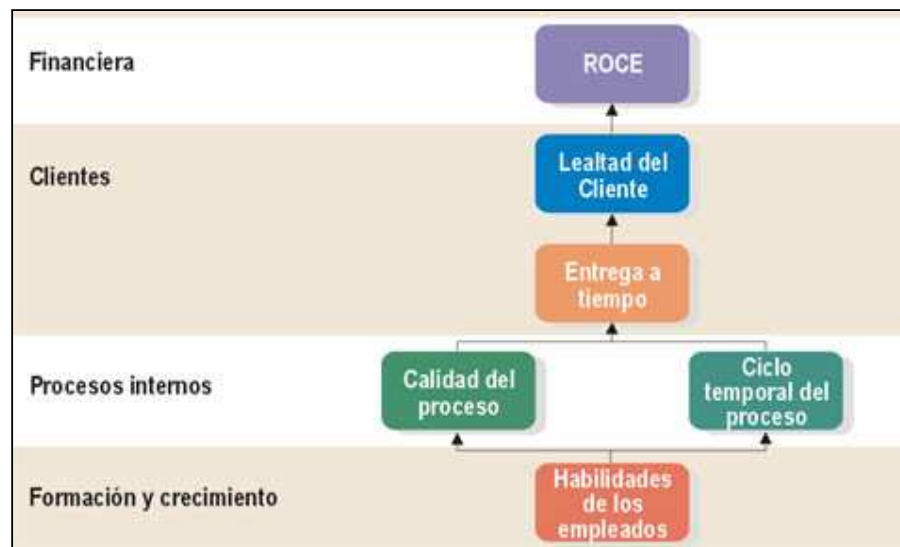 Financiera
ROCE
Clientes
Lealtad del
Cliente
Entrega a
tiempo
Procesos internos
Calidad del
proceso
Ciclo
temporal del
proceso
Formación y crecimiento
Habilidades
de los
empleados